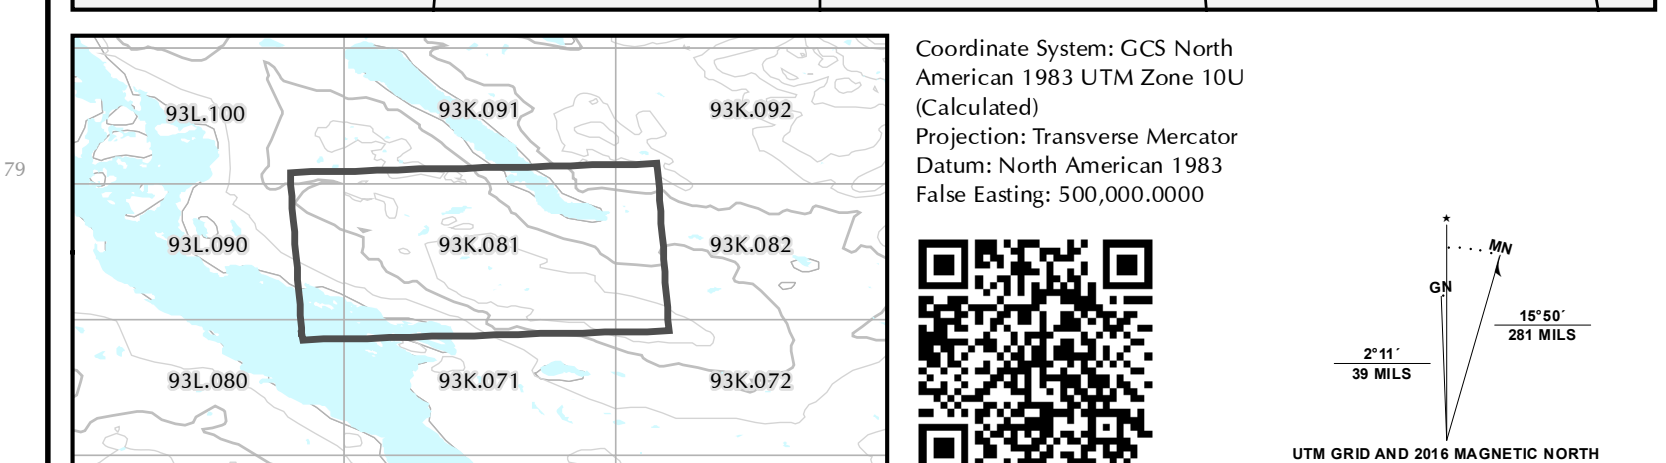 79
93L.100 93K.091 93K.092
93L.090 93K.081 93K.082
93L.080 93K.071 93K.072
Coordinate System: GCS North
American 1983 UTM Zone 10U
(Calculated)
Projection: Transverse Mercator
Datum: North American 1983
False Easting: 500,000.0000
MN
GN
15°50´
281 MILS
2°11´
39 MILS
UTM GRID AND 2016 MAGNETIC NORTH